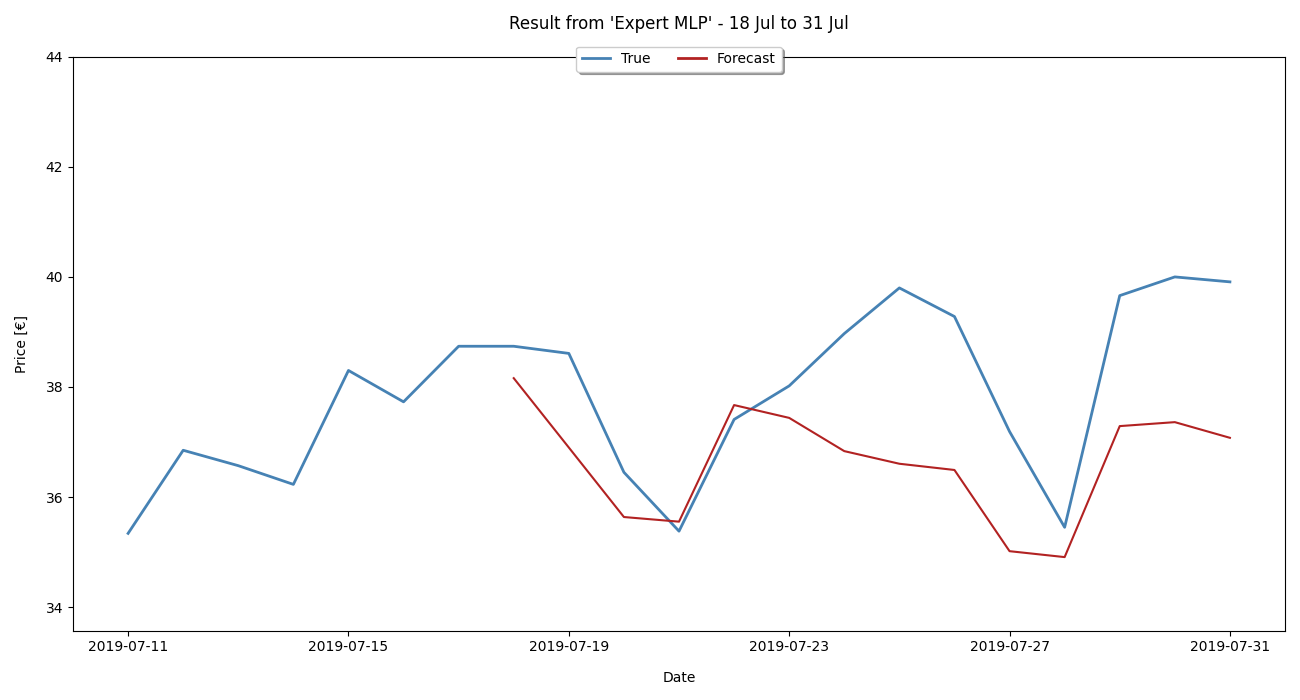 Result from 'Expert MLP' - 18 Jul to 31 Jul
True Forecast
44
42
40
38
36
34
Price [€]
2019-07-11 2019-07-15 2019-07-19 2019-07-23 2019-07-27 2019-07-31
Date